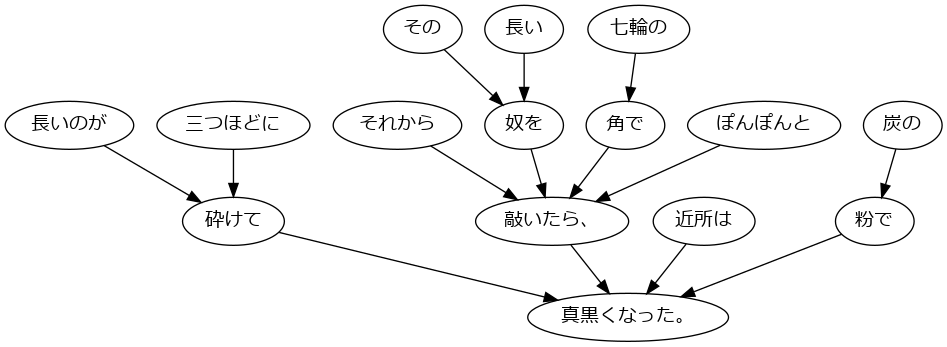 その 長い 七輪の
長いのが 三つほどに それから 奴を 角で ぽんぽんと 炭の
砕けて 敲いたら、 近所は 粉で
真黒くなった。